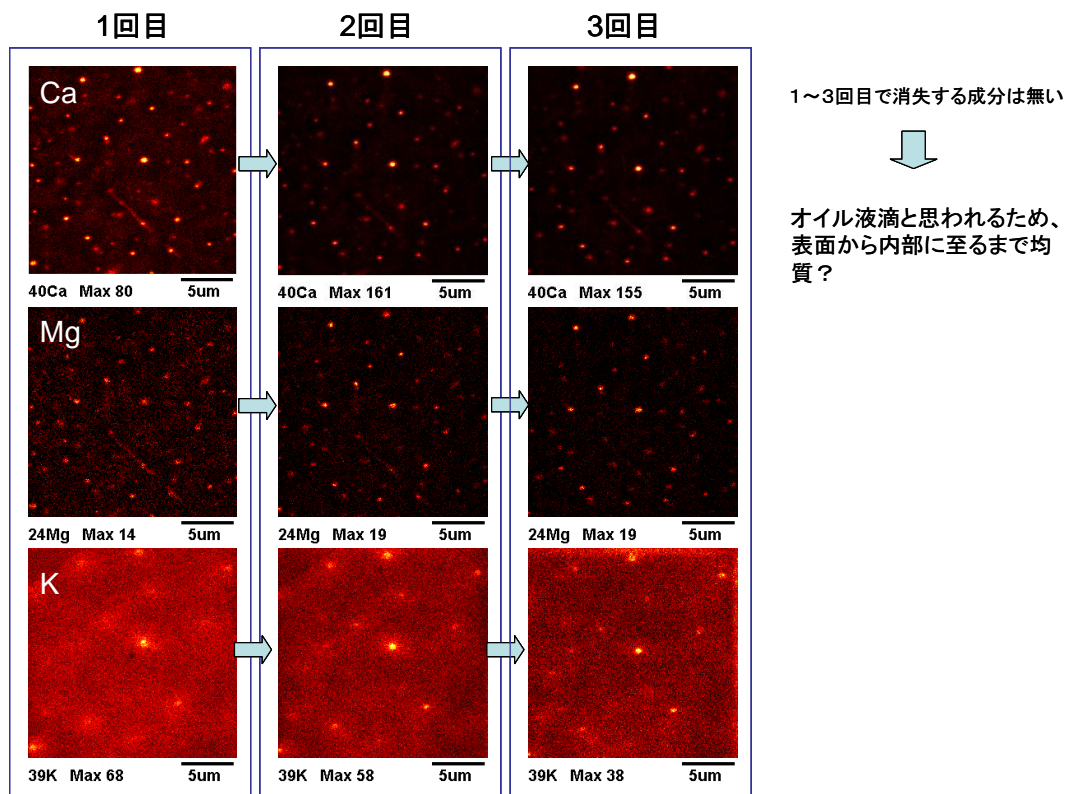 1回目
2回目
3回目
Ca
40Ca Max 80 5um
40Ca Max 161 5um
40Ca Max 155 5um
Mg
24Mg Max 14 5um
24Mg Max 19 5um
24Mg Max 19 5um
K
39K Max 68 5um
39K Max 58 5um
39K Max 38 5um
1～3回目で消失する成分は無い
オイル液滴と思われるため、
表面から内部に至るまで均
質？